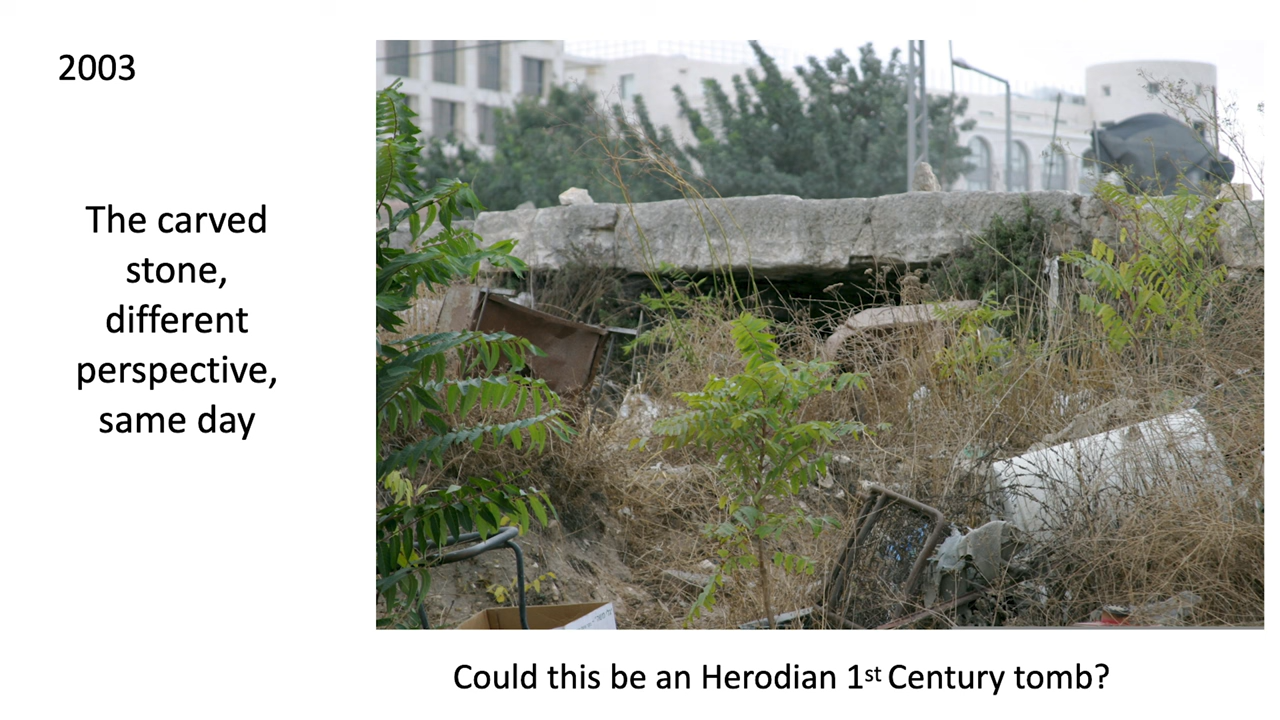 2003
The carved
stone,
different
perspective,
same day
Could this be an Herodian 1st Century tomb?